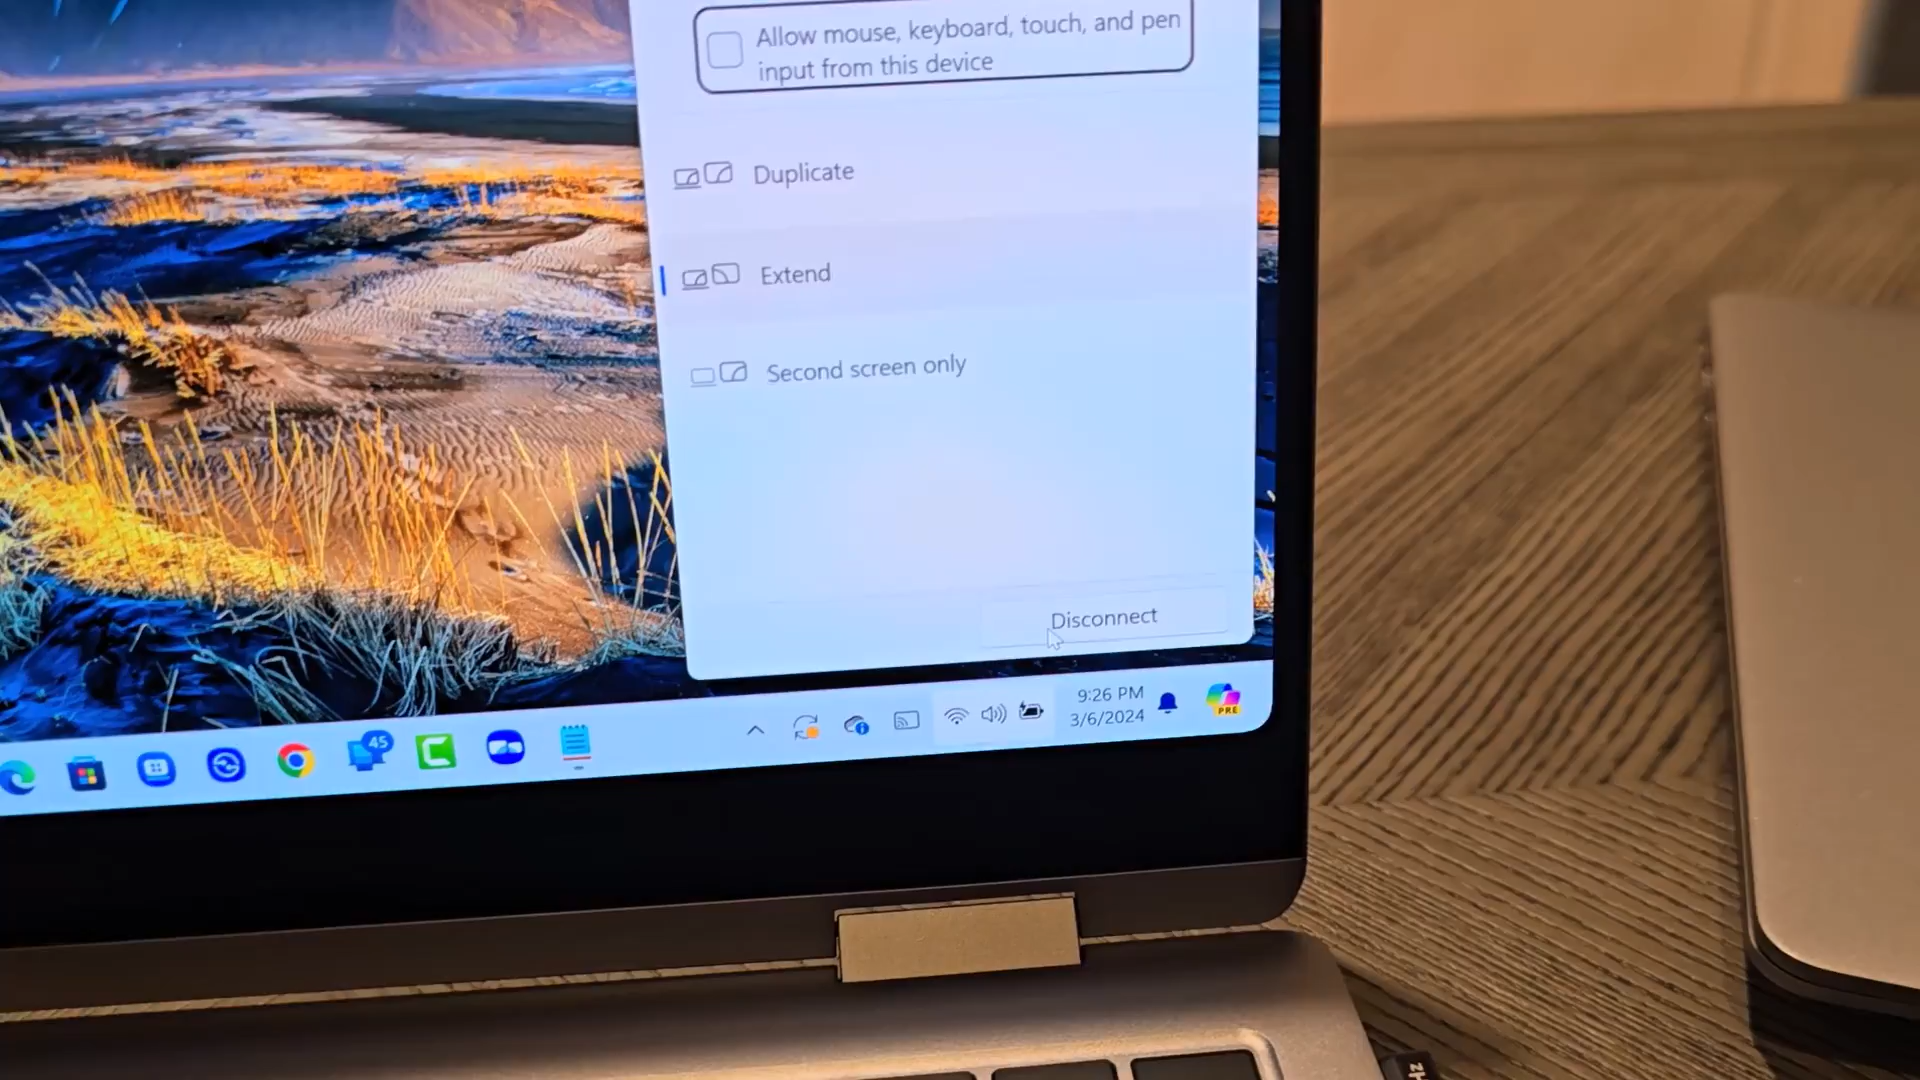 Allow mouse, keyboard, touch, and pen
input from this device
Duplicate
Extend
Second screen only
Disconnect
45
9:26 PM
3/6/2024
PRE